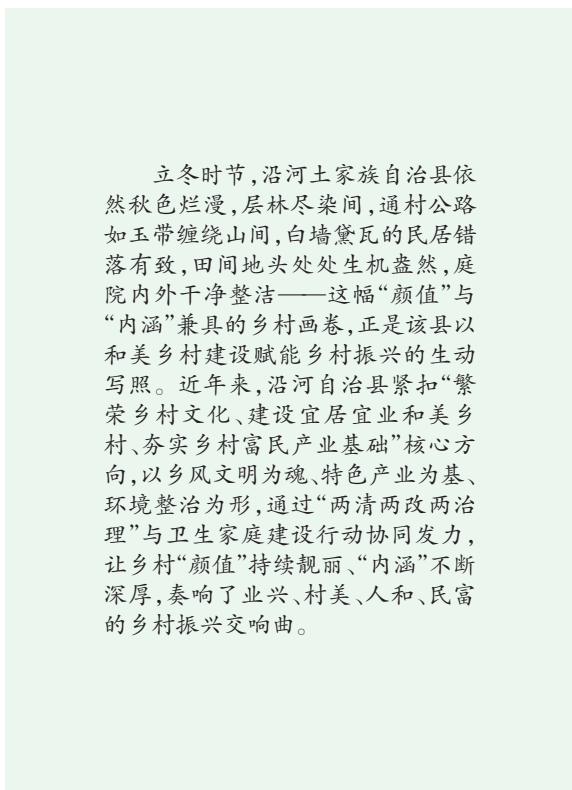 立冬时节,沿河土家族自治县依
然秋色烂漫,层林尽染间,通村公路
如玉带缠绕山间,白墙黛瓦的民居错
落有致,田间地头处处生机盎然,庭
院内外干净整洁——这幅“颜值”与
“内涵”兼具的乡村画卷,正是该县以
和美乡村建设赋能乡村振兴的生动
写照。近年来,沿河自治县紧扣“繁
荣乡村文化、建设宜居宜业和美乡
村、夯实乡村富民产业基础”核心方
向,以乡风文明为魂、特色产业为基、
环境整治为形,通过“两清两改两治
理”与卫生家庭建设行动协同发力,
让乡村“颜值”持续靓丽、“内涵”不断
深厚,奏响了业兴、村美、人和、民富
的乡村振兴交响曲。